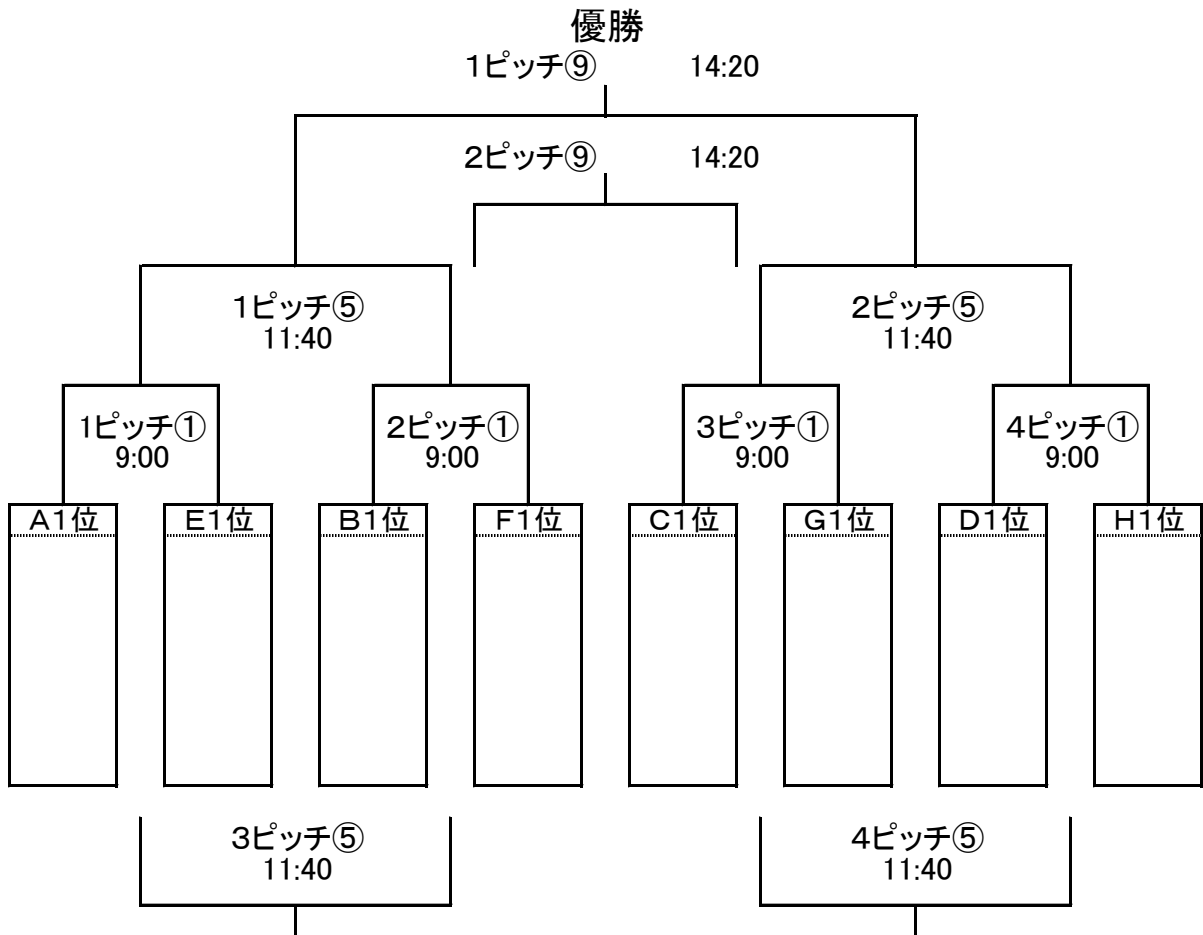 優勝
1ピッチ⑨ 14:20
2ピッチ⑨ 14:20
1ピッチ⑤
11:40
2ピッチ⑤
11:40
1ピッチ①
9:00
2ピッチ①
9:00
3ピッチ①
9:00
4ピッチ①
9:00
A1位
E1位
B1位
F1位
C1位
G1位
D1位
H1位
3ピッチ⑤
11:40
4ピッチ⑤
11:40